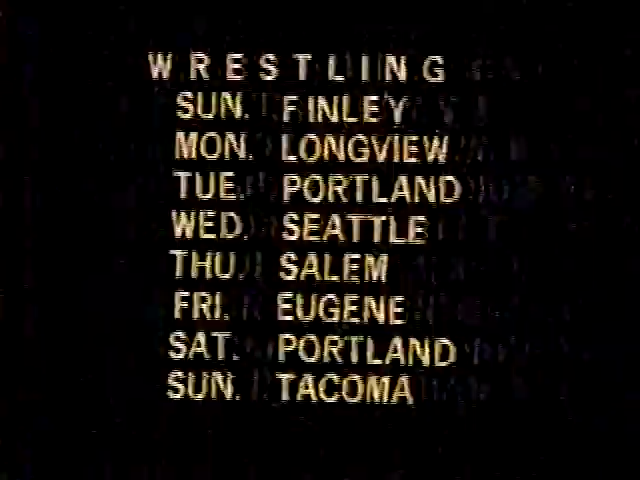 WRESTLING
SUN. FINLEY
MON. LONGVIEW
TUE. PORTLAND
WED. SEATTLE
THU. SALEM
FRI. EUGENE
SAT. PORTLAND
SUN. TACOMA